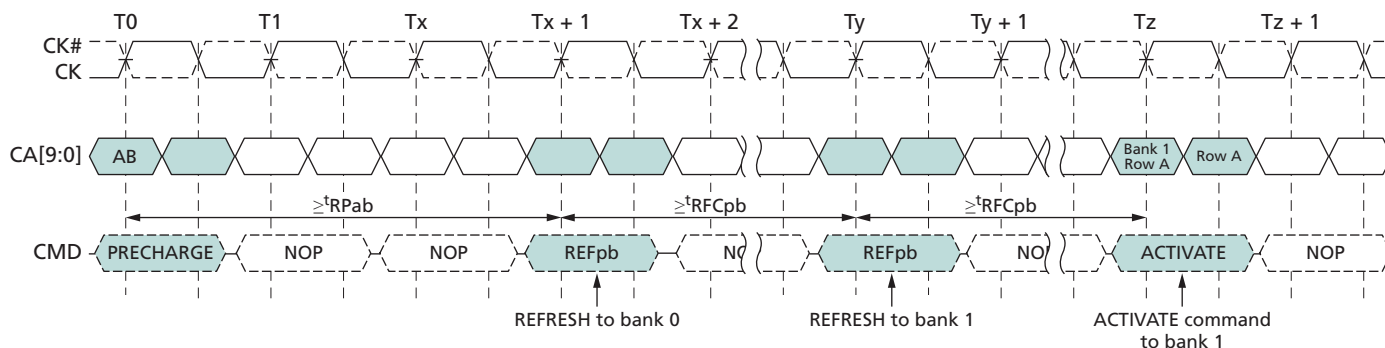 T0 T1 Tx Tx + 1 Tx + 2 Ty Ty + 1 Tz Tz + 1
CK#
CK
CA[9:0] AB Bank 1 Row A Row A
≥tRPab ≥tRFCpb ≥tRFCpb
CMD PRECHARGE NOP NOP REFpb NO REFpb NO ACTIVATE NOP
REFRESH to bank 0 REFRESH to bank 1 ACTIVATE command
to bank 1